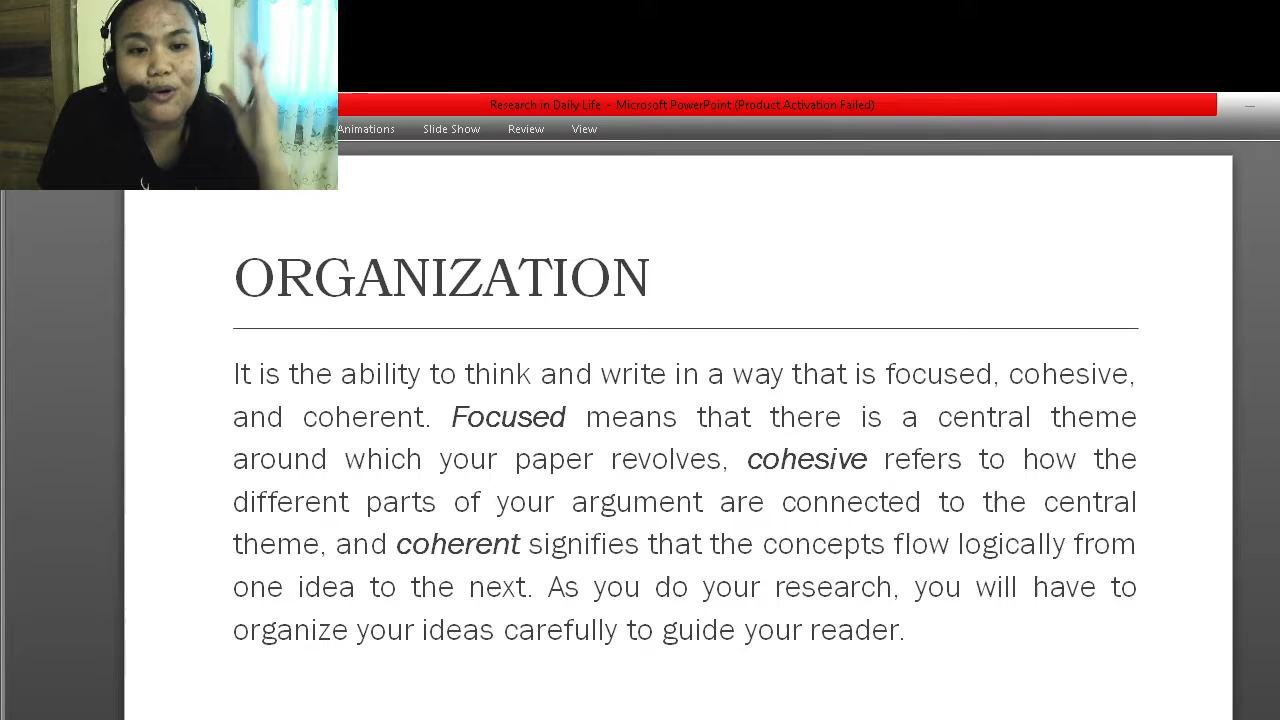 Research in Daily Life - Microsoft PowerPoint (Product Activation Failed)
Animations Slide Show Review View
ORGANIZATION
It is the ability to think and write in a way that is focused, cohesive,
and coherent. Focused means that there is a central theme
around which your paper revolves, cohesive refers to how the
different parts of your argument are connected to the central
theme, and coherent signifies that the concepts flow logically from
one idea to the next. As you do your research, you will have to
organize your ideas carefully to guide your reader.